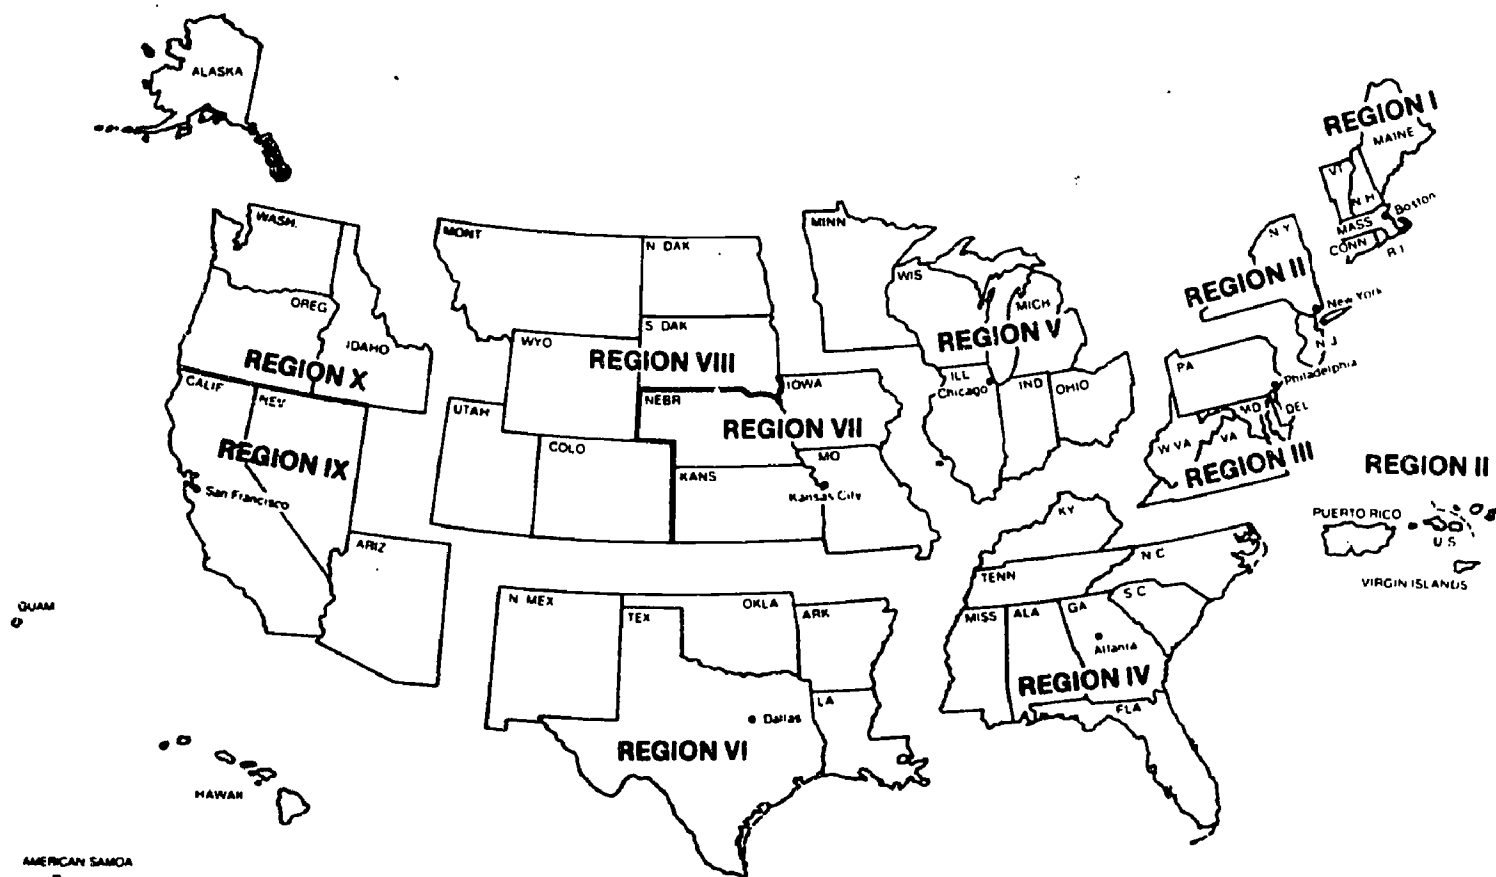 ALASKA
REGION I
MAINE
VT
N H
Boston
MASS
CONN
R I
WASH.
MONT
N DAK
MINN
N Y
REGION II
New York
N J
WIS
MICH
OREG
S DAK
WYO
REGION VIII
REGION V
IDAHO
REGION X
PA
Philadelphia
CALIF
NEV
UTAH
NEBR
IOWA
ILL
Chicago
IND
OHIO
MD
DEL
REGION VII
COLO
W VA
VA
REGION III
REGION IX
San Francisco
KANS
MO
Kansas City
REGION II
KY
PUERTO RICO
U S
VIRGIN ISLANDS
ARIZ
N C
TENN
S C
GUAM
N MEX
TEX
OKLA
ARK
MISS
ALA
GA
Atlanta
REGION IV
LA
FLA
Dallas
REGION VI
HAWAII
AMERICAN SAMOA